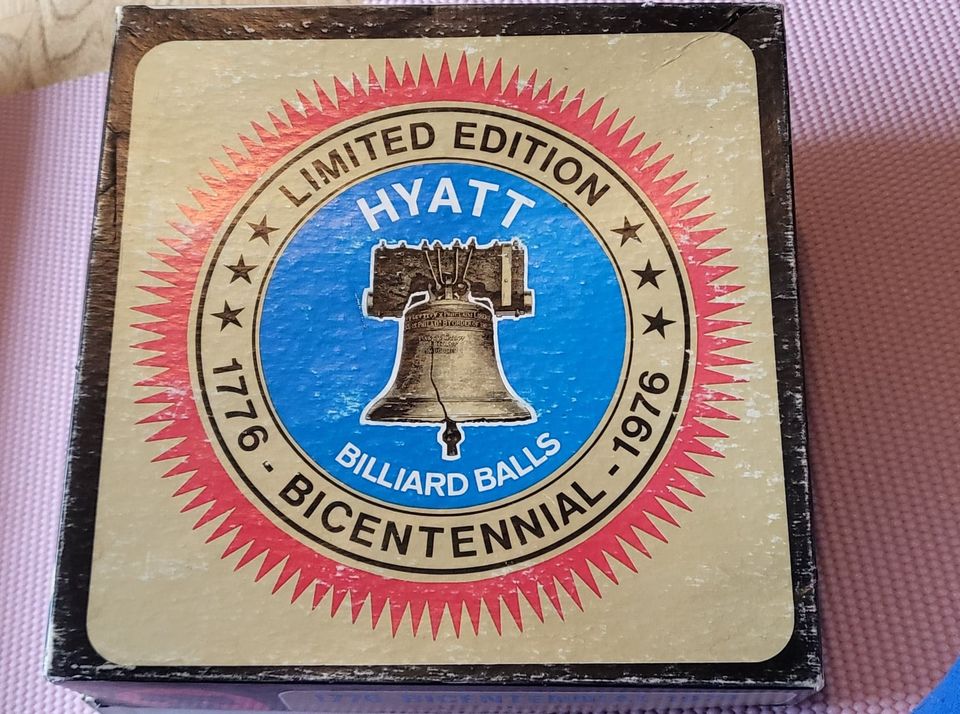 LIMITED EDITION
HYATT
BILLIARD BALLS
1776 - BICENTENNIAL - 1976